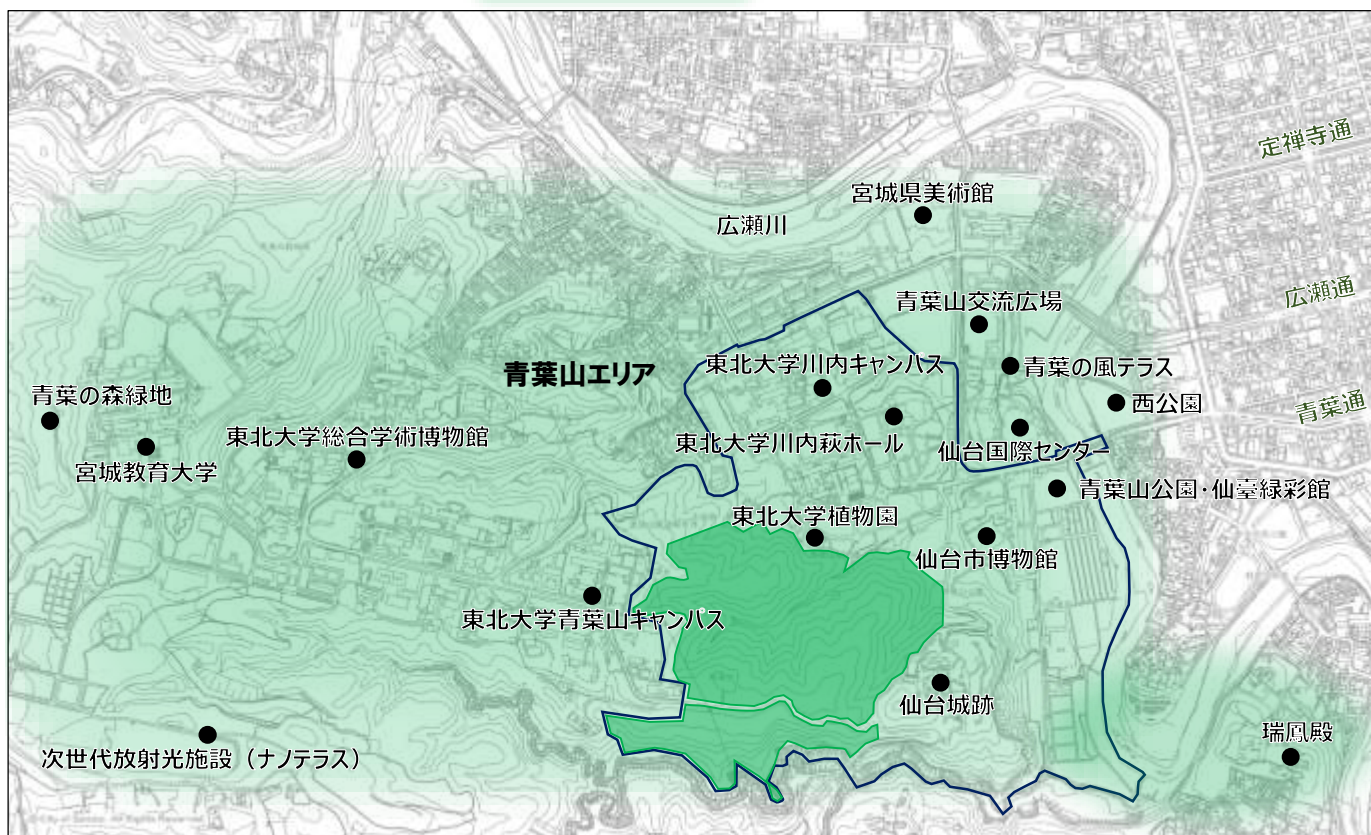 定禅寺通
宮城県美術館
広瀬川
広瀬通
青葉山交流広場
東北大学川内キャンパス
青葉の風テラス
青葉山エリア
青葉の森緑地
西公園
青葉通
東北大学総合学術博物館
東北大学川内萩ホール
仙台国際センター
宮城教育大学
青葉山公園・仙臺緑彩館
東北大学植物園
仙台市博物館
東北大学青葉山キャンパス
仙台城跡
瑞鳳殿
次世代放射光施設（ナノテラス）